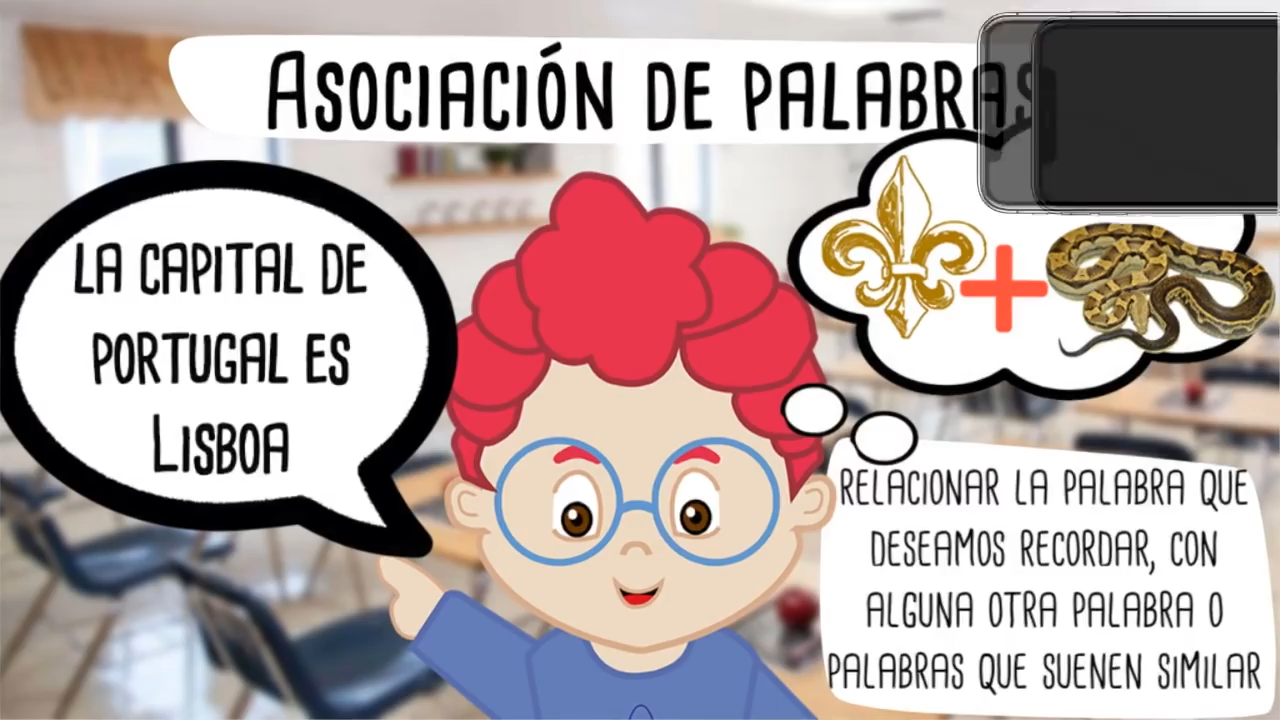 Asociación de palabras
La capital de
Portugal es
Lisboa
Relacionar la palabra que
deseamos recordar, con
alguna otra palabra o
palabras que suenen similar